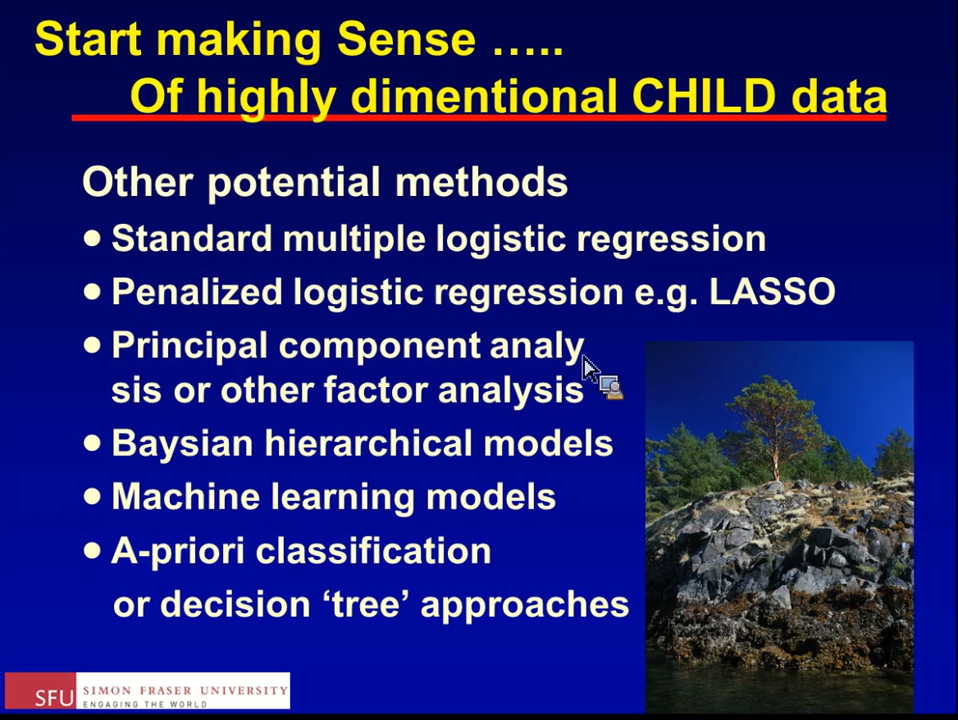 Start making Sense …..
Of highly dimentional CHILD data
Other potential methods
• Standard multiple logistic regression
• Penalized logistic regression e.g. LASSO
• Principal component analy
sis or other factor analysis
• Baysian hierarchical models
• Machine learning models
• A-priori classification
or decision ‘tree’ approaches
SFU SIMON FRASER UNIVERSITY
ENGAGING THE WORLD